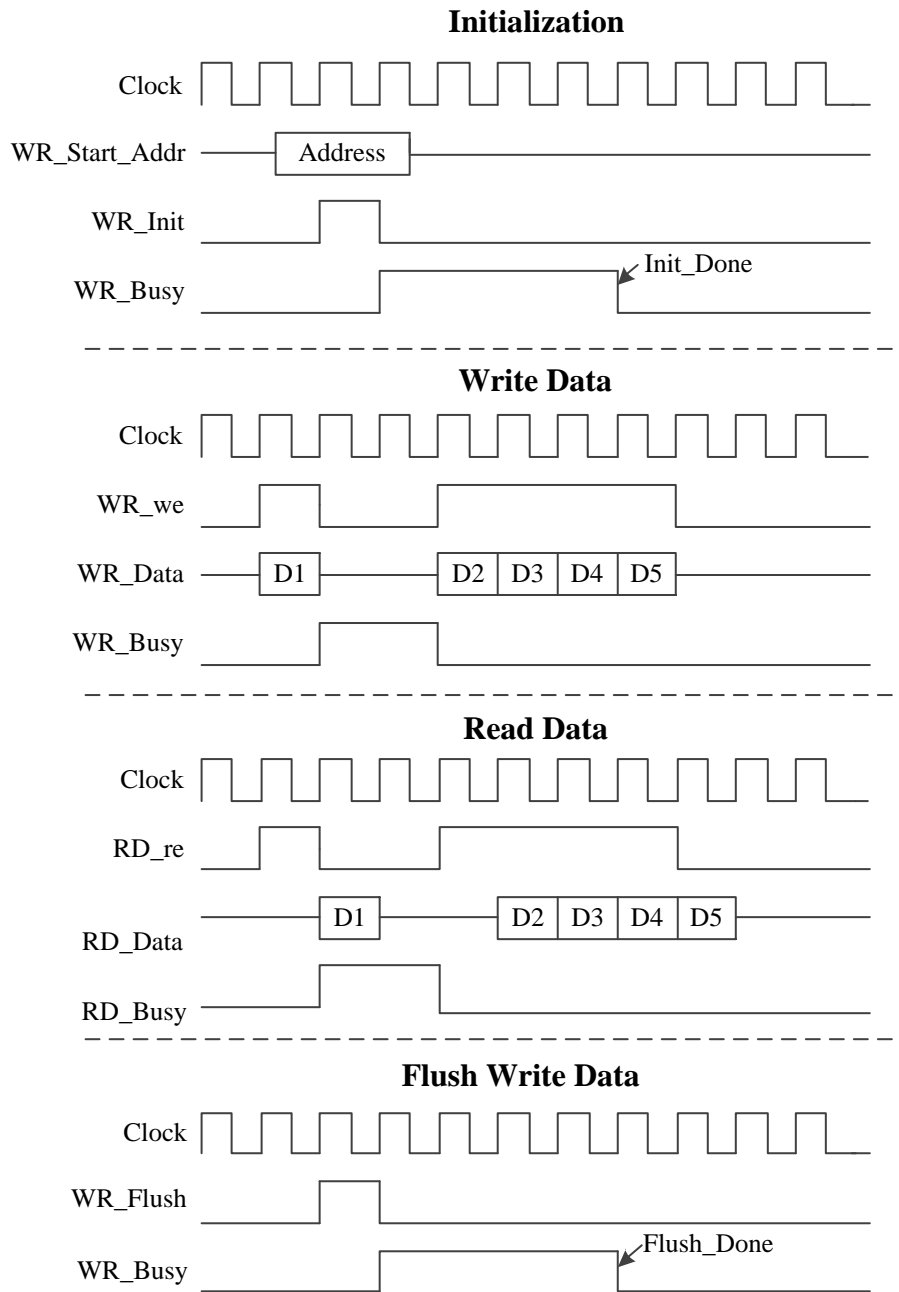 Initialization
Clock
WR_Start_Addr Address
WR_Init
WR_Busy Init_Done
Write Data
Clock
WR_we
WR_Data D1 D2 D3 D4 D5
WR_Busy
Read Data
Clock
RD_re
RD_Data D1 D2 D3 D4 D5
RD_Busy
Flush Write Data
Clock
WR_Flush
WR_Busy Flush_Done